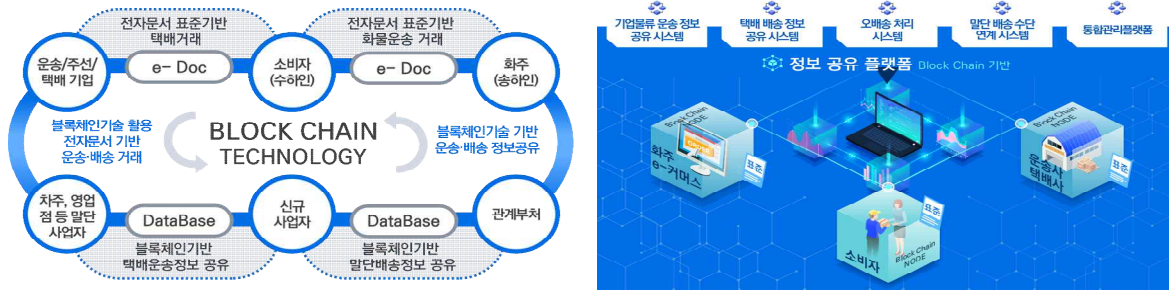 전자문서 표준기반
택배거래
전자문서 표준기반
화물운송 거래
운송/주선/
택배 기업
e- Doc
소비자
(수하인)
e- Doc
화주
(송하인)
블록체인기술 활용
전자문서 기반
운송·배송 거래
BLOCK CHAIN
TECHNOLOGY
블록체인기술 기반
운송·배송 정보공유
차주, 영업
점 등 말단
사업자
DataBase
신규
사업자
DataBase
관계부처
블록체인기반
택배운송정보 공유
블록체인기반
말단배송정보 공유
기업물류 운송 정보
공유 시스템
택배 배송 정보
공유 시스템
오배송 처리
시스템
말단 배송 수단
연계 시스템
통합관리플랫폼
정보 공유 플랫폼 Block Chain 기반
Block Chain
NODE
화주
e-커머스
표준
Block Chain
NODE
운송사
택배사
표준
표준
소비자
Block Chain
NODE